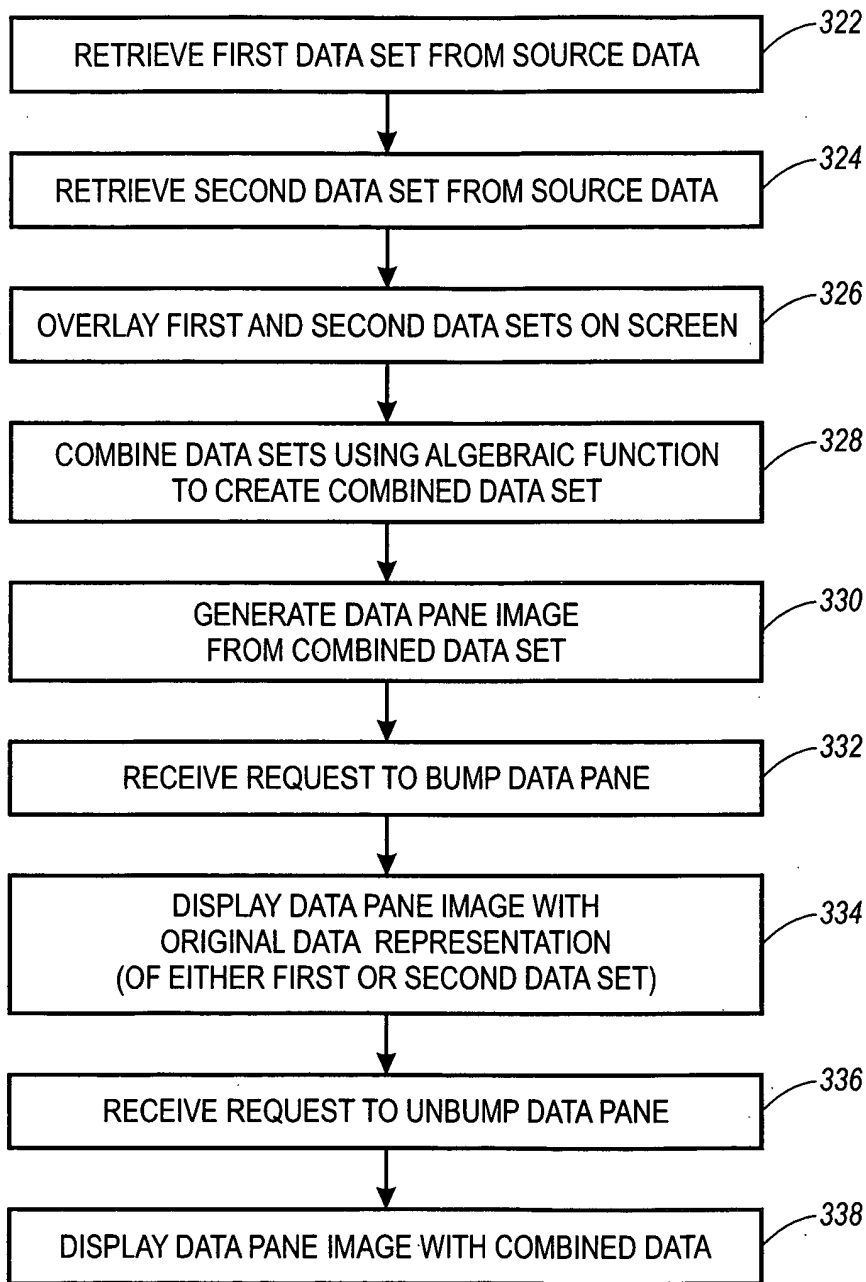 322
RETRIEVE FIRST DATA SET FROM SOURCE DATA
324
RETRIEVE SECOND DATA SET FROM SOURCE DATA
326
OVERLAY FIRST AND SECOND DATA SETS ON SCREEN
328
COMBINE DATA SETS USING ALGEBRAIC FUNCTION
TO CREATE COMBINED DATA SET
330
GENERATE DATA PANE IMAGE
FROM COMBINED DATA SET
332
RECEIVE REQUEST TO BUMP DATA PANE
334
DISPLAY DATA PANE IMAGE WITH
ORIGINAL DATA REPRESENTATION
(OF EITHER FIRST OR SECOND DATA SET)
336
RECEIVE REQUEST TO UNBUMP DATA PANE
338
DISPLAY DATA PANE IMAGE WITH COMBINED DATA